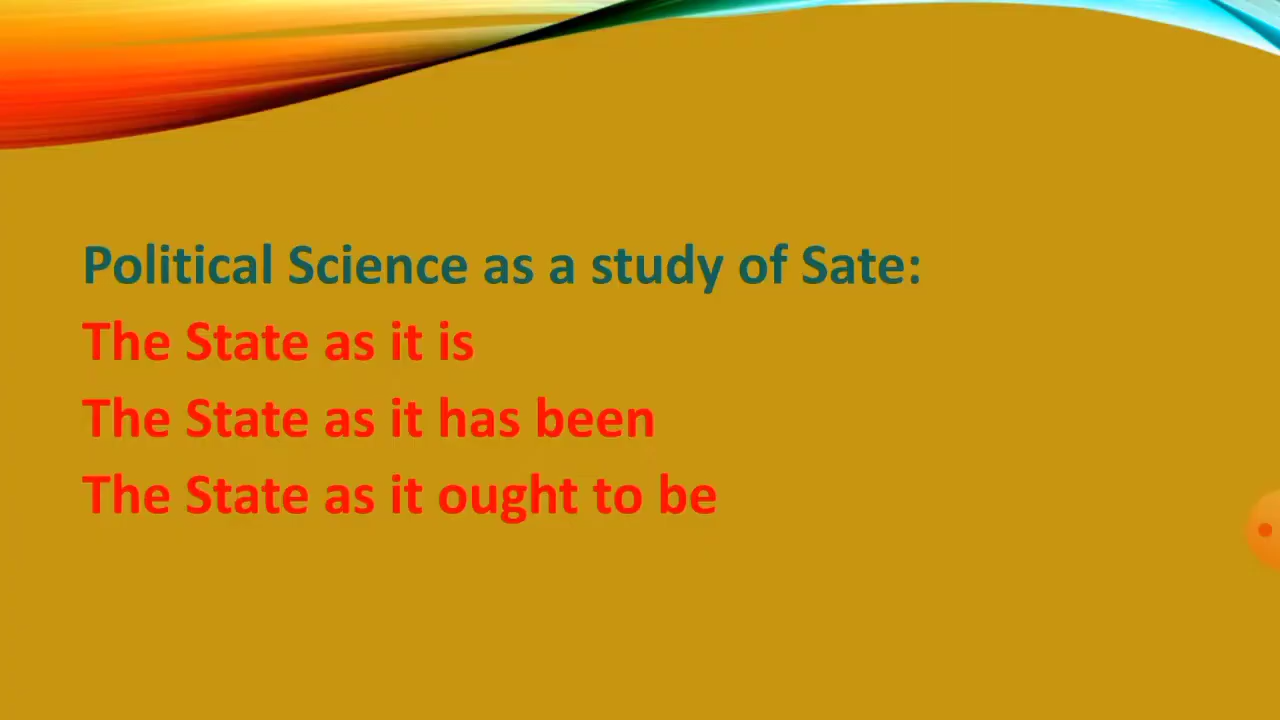 Political Science as a study of Sate:
The State as it is
The State as it has been
The State as it ought to be